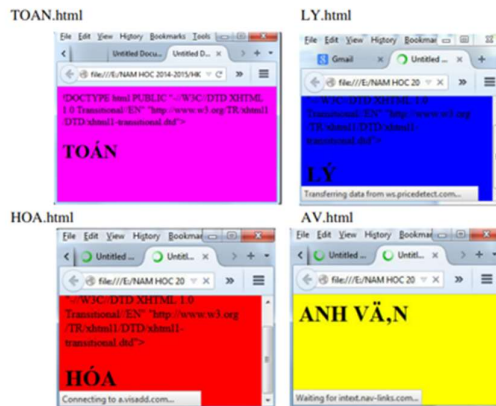 TOAN.html
LY.html
File Edit View History Bookmarks Tools
File Edit View History Bookmar
Untitled Docu... Untitled D...
Gmail Untitled ...
file:///E:/NAM HOC 2014-2015/HK
file:///E:/NAM HOC 20
!DOCTYPE html PUBLIC "-//W3C//DTD XHTML
1.0 Transitional//EN" "http://www.w3.org/TR/xhtml1
/DTD/xhtml1-transitional.dtd">
TOÁN
"-//W3C//DTD XHTML 1.0
Transitional//EN" "http://www.w3.org
/TR/xhtml1/DTD/xhtml1-
transitional.dtd">
LÝ
Transferring data from ws.pricedetect.com...
HOA.html
AV.html
File Edit View History Bookmar
File Edit View History Bookmar
Untitled ... Untitl...
Untitled ... Untitl...
file:///E:/NAM HOC 20
file:///E:/NAM HOC 20
"-//W3C//DTD XHTML 1.0
Transitional//EN" "http://www.w3.org
/TR/xhtml1/DTD/xhtml1-
transitional.dtd">
HÓA
Connecting to a.visadd.com...
ANH VÄ‚N
Waiting for intext.nav-links.com...